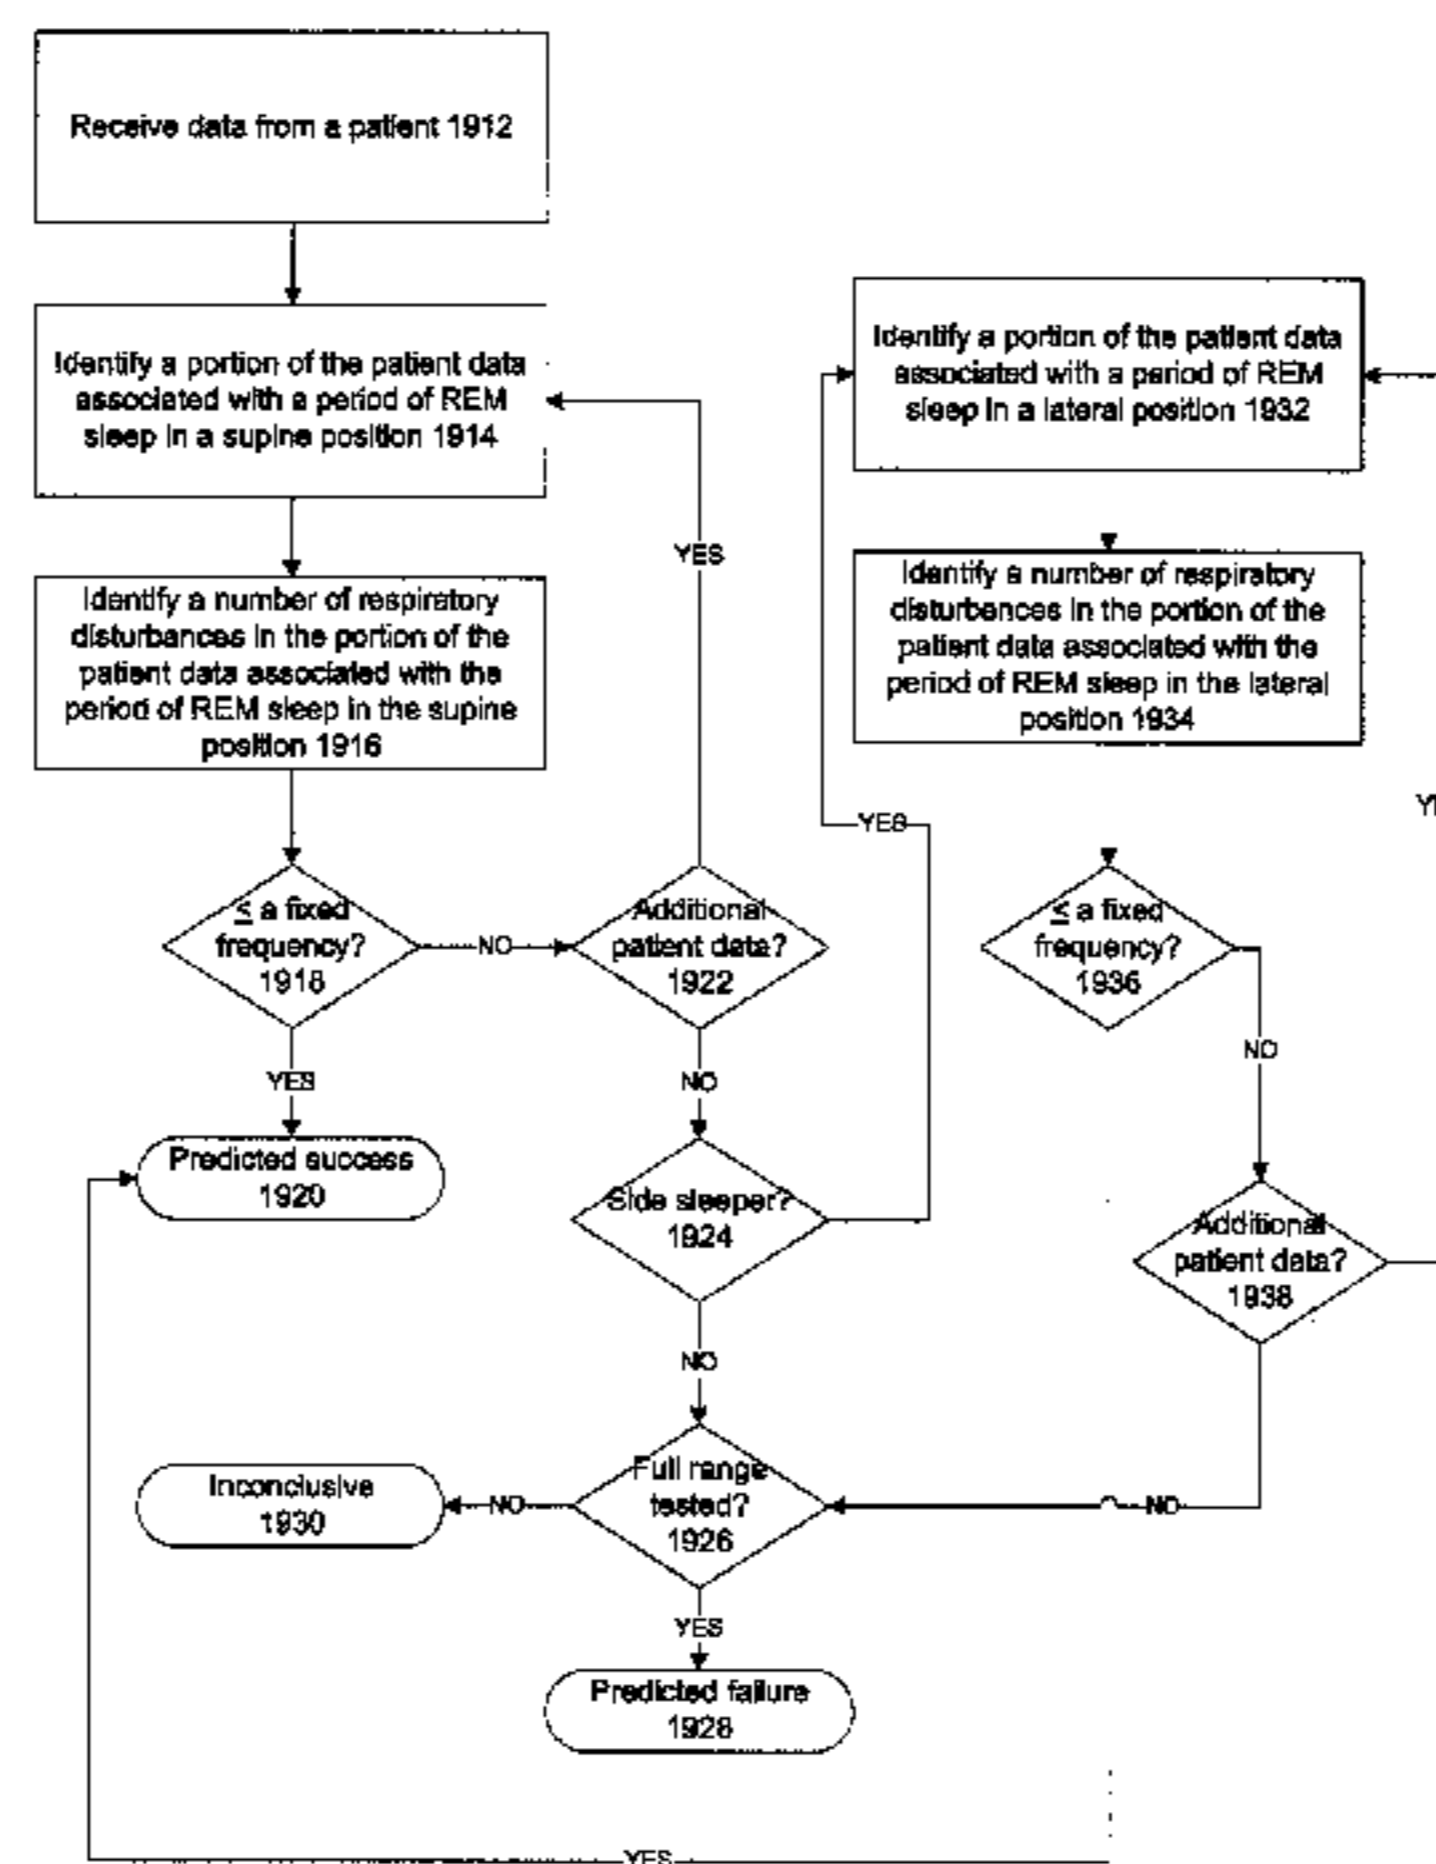 Receive data from a patient 1912
Identify a portion of the patient data
associated with a period of REM
sleep in a supine position 1914
Identify a number of respiratory
disturbances in the portion of the
patient data associated with the
period of REM sleep in the supine
position 1916
≤ a fixed
frequency?
1918
NO
Additional
patient data?
1922
YES
YES
Predicted success
1920
NO
Side sleeper?
1924
YES
NO
Full range
tested?
1926
NO
Inconclusive
1930
YES
Predicted failure
1928
Identify a portion of the patient data
associated with a period of REM
sleep in a lateral position 1932
Identify a number of respiratory
disturbances in the portion of the
patient data associated with the
period of REM sleep in the lateral
position 1934
≤ a fixed
frequency?
1936
NO
Additional
patient data?
1938
NO
YES